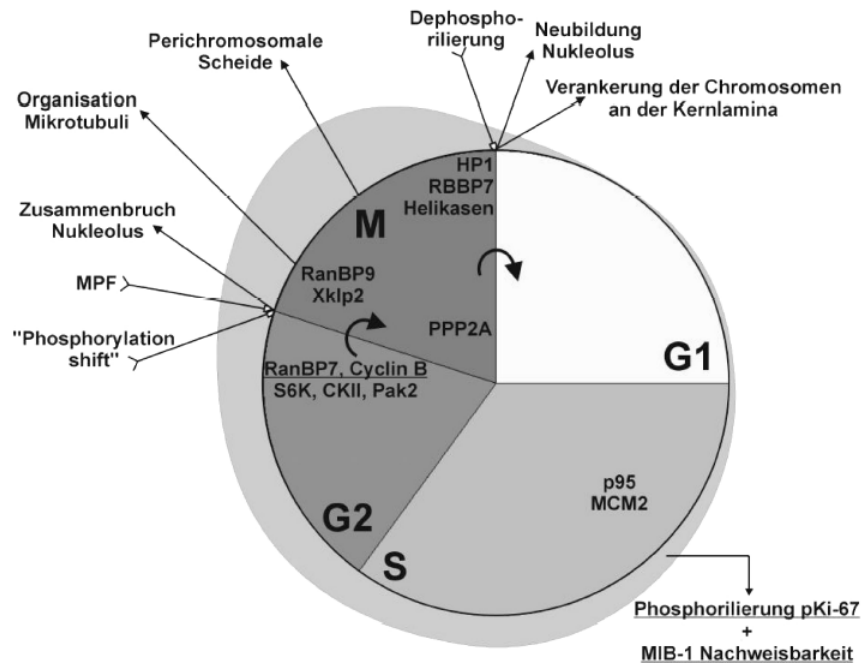 Dephospho-
rilierung
Neubildung
Nukleolus
Perichromosomale
Scheide
Verankerung der Chromosomen
an der Kernlamina
Organisation
Mikrotubuli
Zusammenbruch
Nukleolus
MPF
"Phosphorylation
shift"
HP1
RBBP7
Helikasen
M
RanBP9
Xklp2
PPP2A
G1
RanBP7, Cyclin B
S6K, CKII, Pak2
G2
S
p95
MCM2
Phosphorilierung pKi-67
+
MIB-1 Nachweisbarkeit